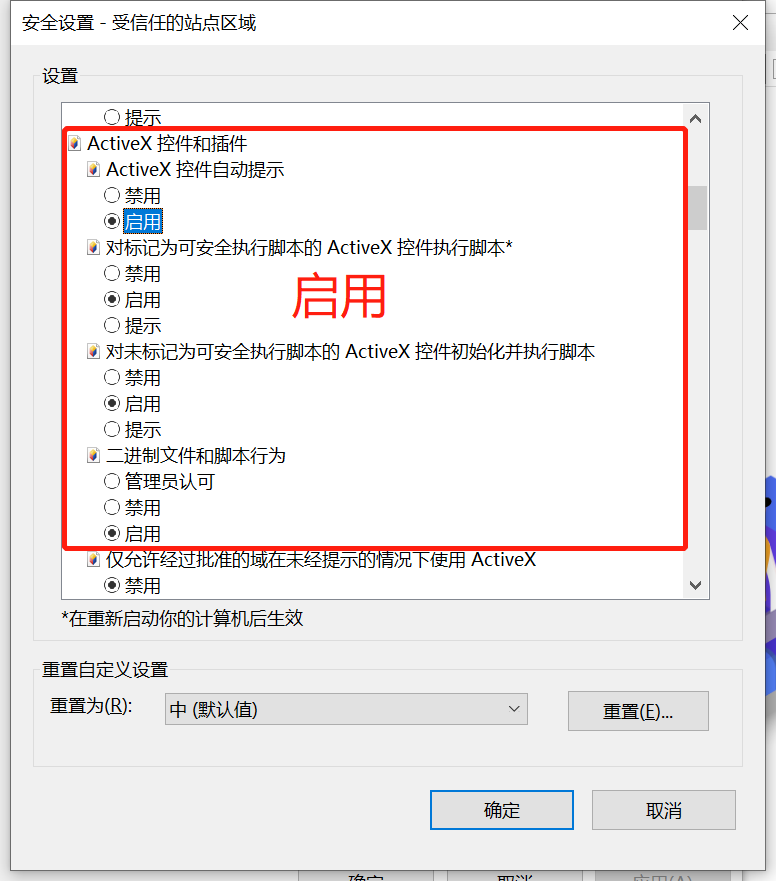 安全设置 - 受信任的站点区域
设置
提示
ActiveX 控件和插件
ActiveX 控件自动提示
禁用
启用
对标记为可安全执行脚本的 ActiveX 控件执行脚本*
禁用
启用
启用
提示
对未标记为可安全执行脚本的 ActiveX 控件初始化并执行脚本
禁用
启用
提示
二进制文件和脚本行为
管理员认可
禁用
启用
仅允许经过批准的域在未经提示的情况下使用 ActiveX
禁用
*在重新启动你的计算机后生效
重置自定义设置
重置为(R): 中 (默认值) 重置(E)...
确定 取消
确定 取消 应用(A)